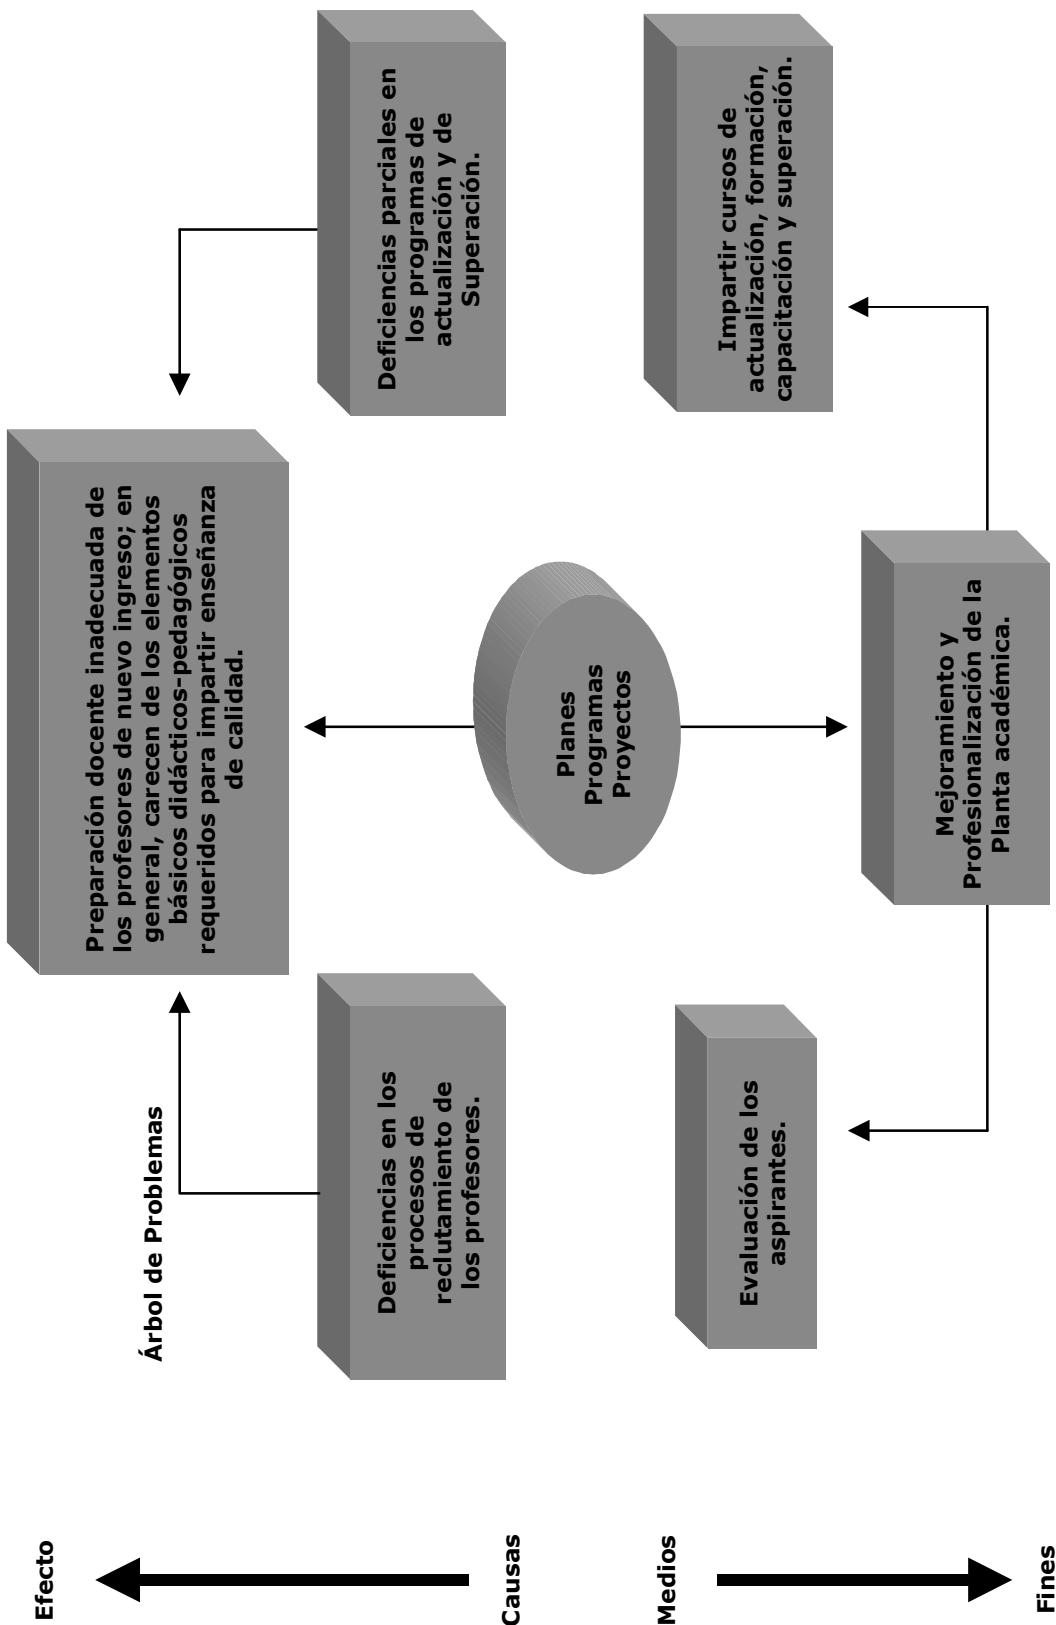 Árbol de Problemas
Efecto
Preparación docente inadecuada de
los profesores de nuevo ingreso; en
general, carecen de los elementos
básicos didácticos-pedagógicos
requeridos para impartir enseñanza
de calidad.
Causas
Deficiencias en los
procesos de
reclutamiento de
los profesores.
Deficiencias parciales en
los programas de
actualización y de
Superación.
Planes
Programas
Proyectos
Medios
Evaluación de los
aspirantes.
Impartir cursos de
actualización, formación,
capacitación y superación.
Fines
Mejoramiento y
Profesionalización de la
Planta académica.